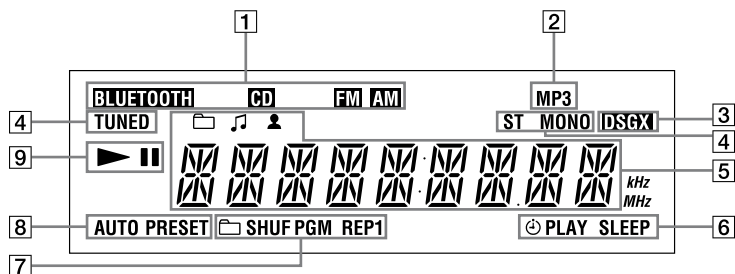 1 2
BLUETOOTH CD FM AM MP3
4 TUNED ST MONO DSGX 3
4
9 5
kHz
MHz
8 AUTO PRESET SHUF PGM REP1 PLAY SLEEP 6
7